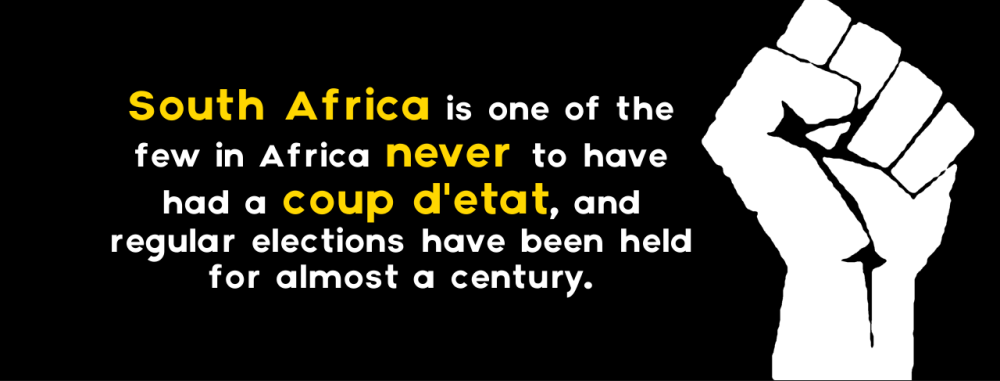 South Africa is one of the
few in Africa never to have
had a coup d'etat, and
regular elections have been held
for almost a century.